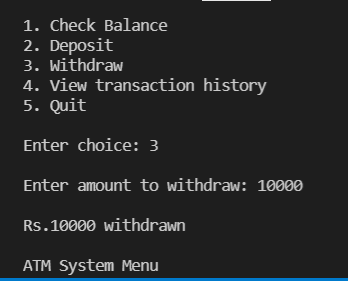 1. Check Balance
2. Deposit
3. Withdraw
4. View transaction history
5. Quit
Enter choice: 3
Enter amount to withdraw: 10000
Rs.10000 withdrawn
ATM System Menu